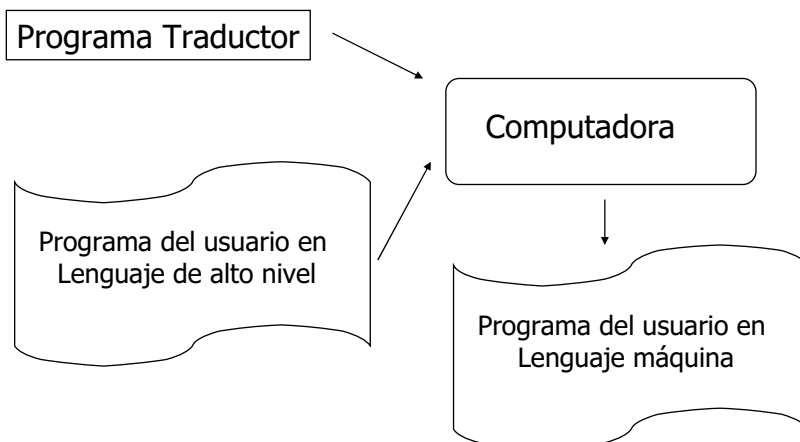 Programa Traductor
Computadora
Programa del usuario en
Lenguaje de alto nivel
Programa del usuario en
Lenguaje máquina